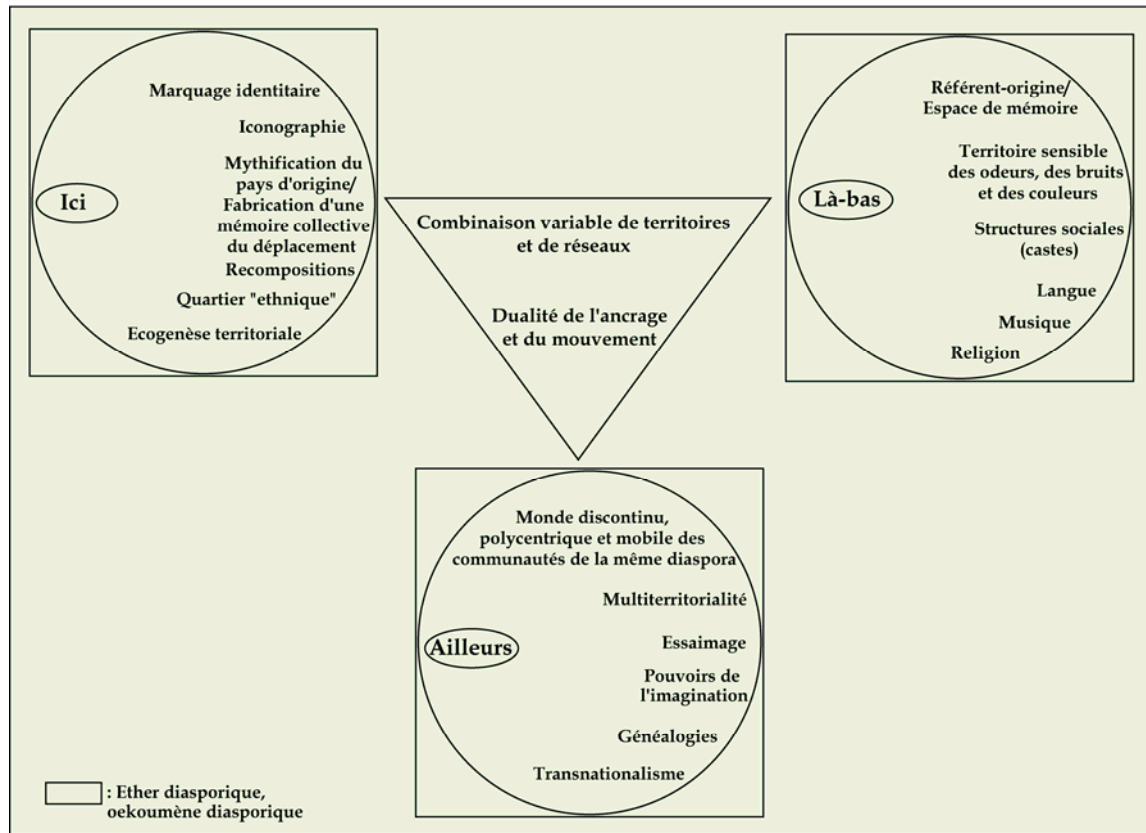 Ici
Marquage identitaire
Iconographie
Mythification du
pays d'origine/
Fabrication d'une
mémoire collective
du déplacement
Recompositions
Quartier "ethnique"
Ecogenèse territoriale
Combinaison variable de territoires
et de réseaux
Dualité de l'ancrage
et du mouvement
Là-bas
Référent-origine/
Espace de mémoire
Territoire sensible
des odeurs, des bruits
et des couleurs
Structures sociales
(castes)
Langue
Musique
Religion
Ailleurs
Monde discontinu,
polycentrique et mobile des
communautés de la même diaspora
Multiterritorialité
Essaimage
Pouvoirs de
l'imagination
Généalogies
Transnationalisme
: Ether diasporique,
oekoumène diasporique